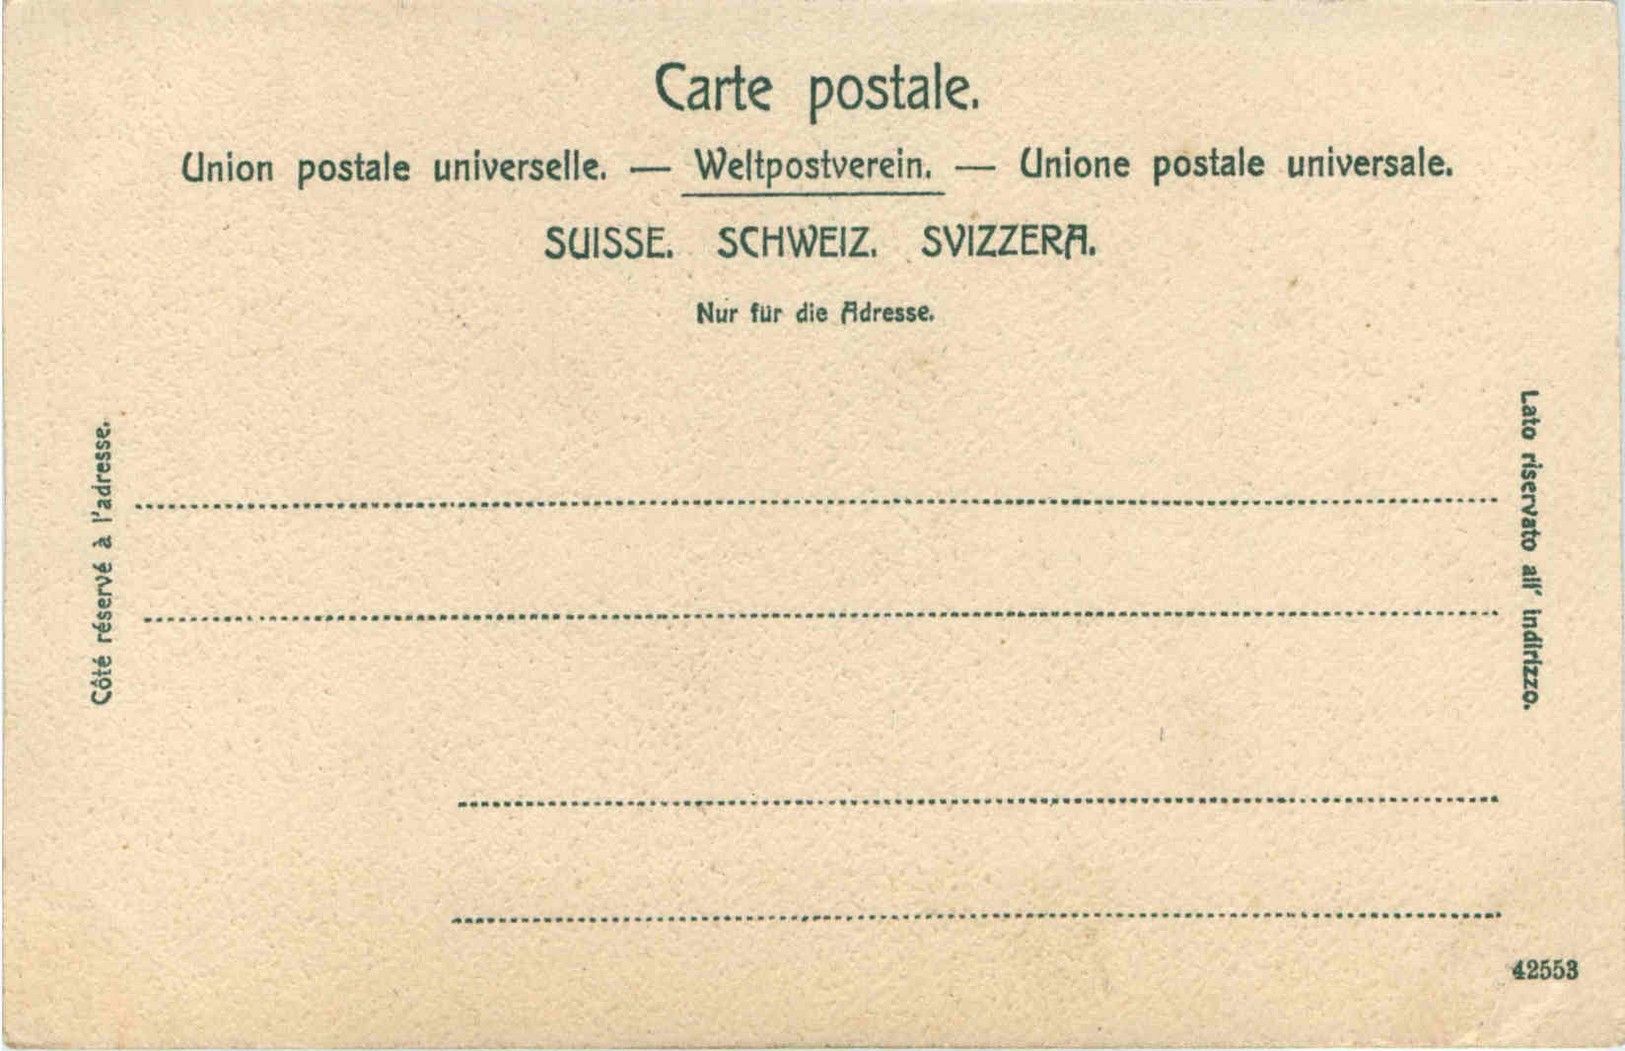 Carte postale.
Union postale universelle. — Weltpostverein. — Unione postale universale.
SUISSE. SCHWEIZ. SVIZZERA.
Nur für die Adresse.
Côté réservé à l'adresse.
Lato riservato all' indirizzo.
42553